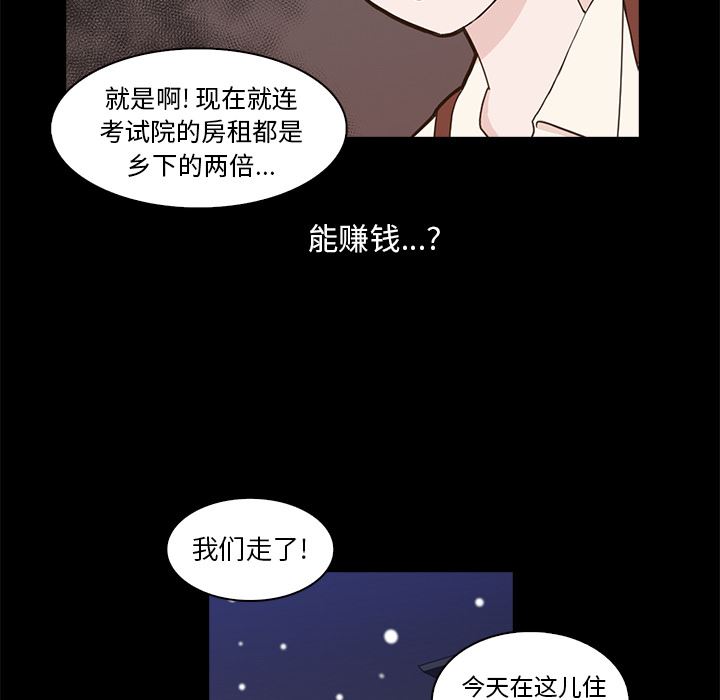 就是啊! 现在就连
考试院的房租都是
乡下的两倍...
能赚钱...?
我们走了!
今天在这儿住